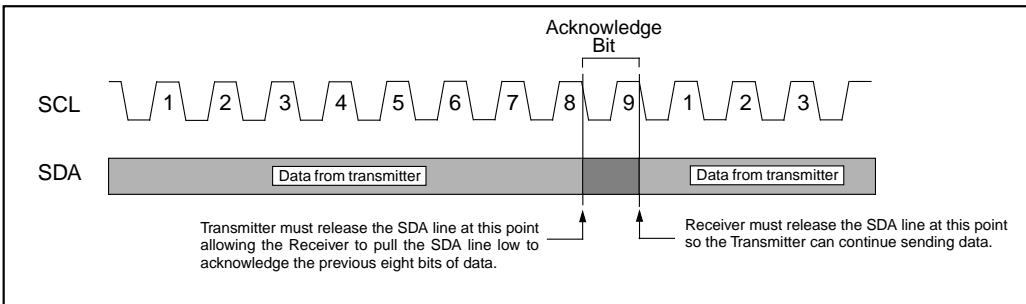 Acknowledge
Bit
SCL 1 2 3 4 5 6 7 8 9 1 2 3
SDA
Data from transmitter Data from transmitter
Transmitter must release the SDA line at this point
allowing the Receiver to pull the SDA line low to
acknowledge the previous eight bits of data.
Receiver must release the SDA line at this point
so the Transmitter can continue sending data.